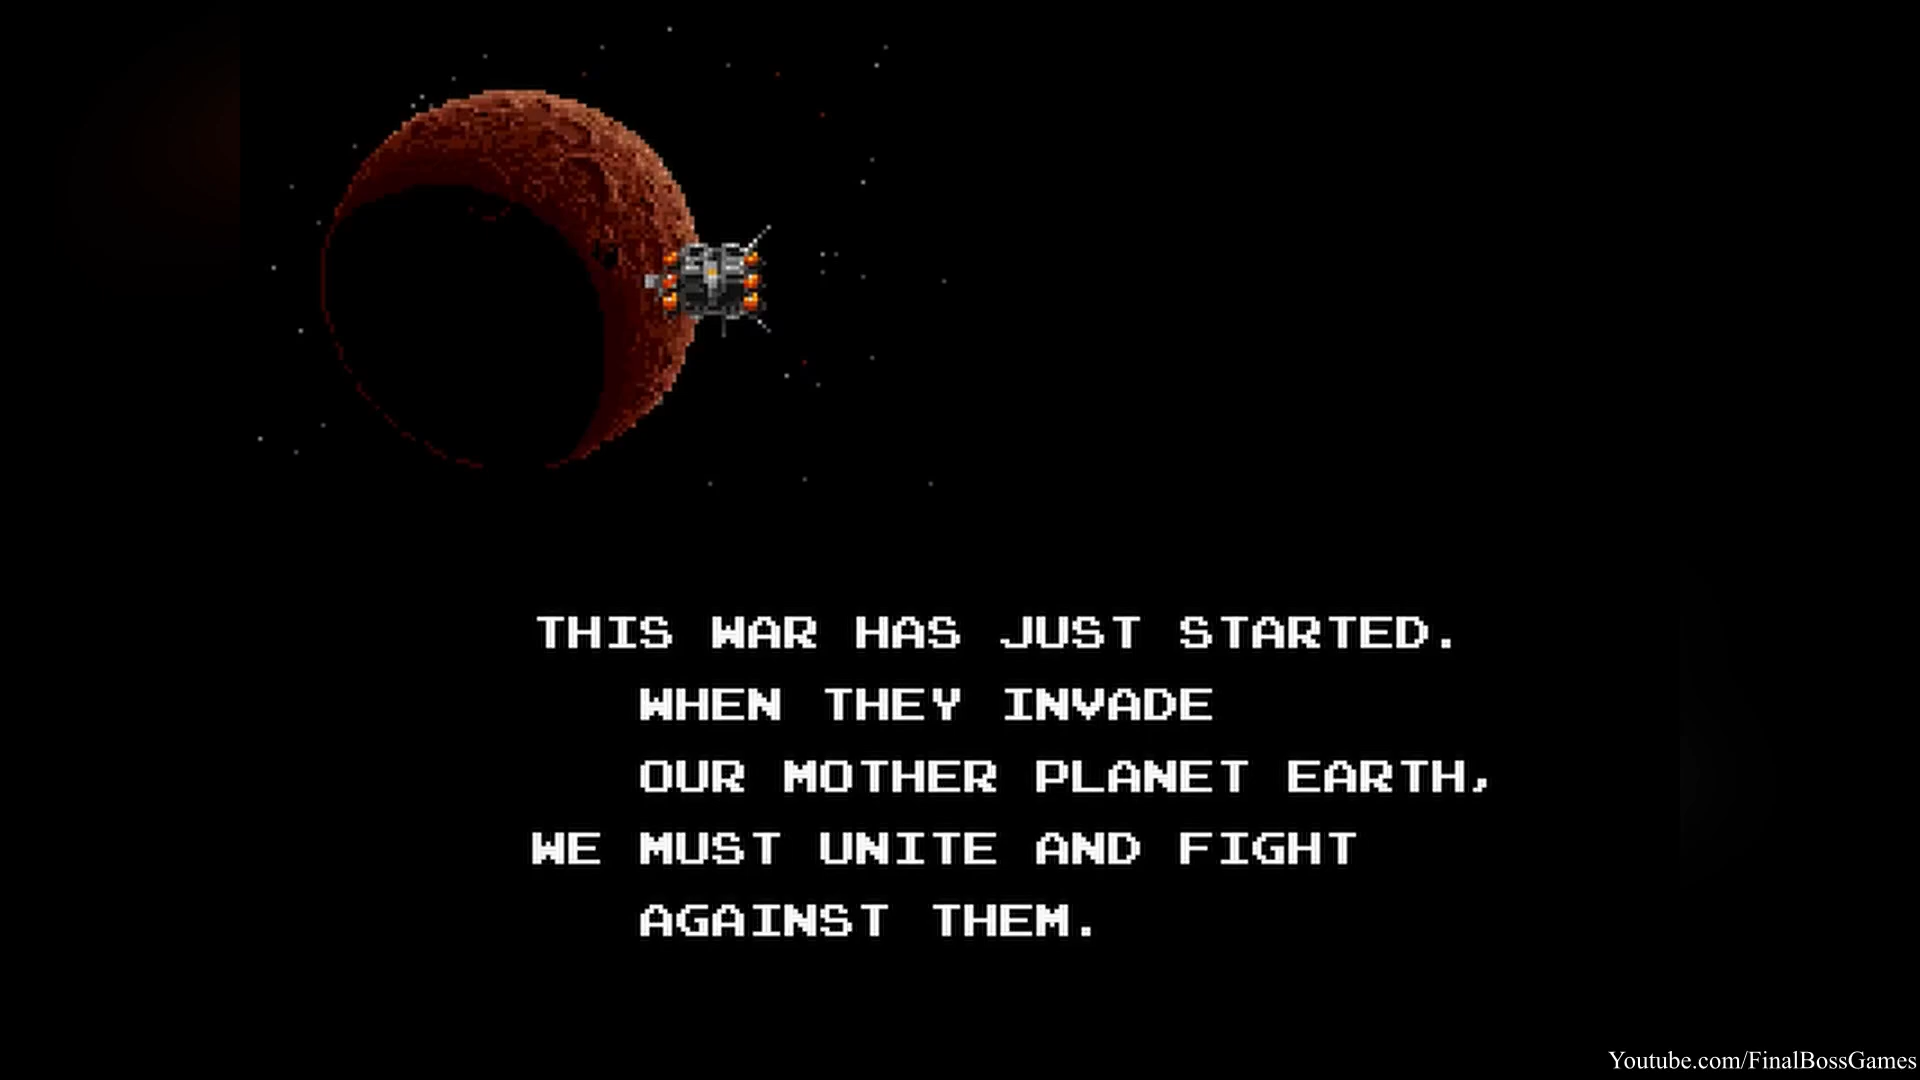 THIS WAR HAS JUST STARTED.
WHEN THEY INVADE
OUR MOTHER PLANET EARTH,
WE MUST UNITE AND FIGHT
AGAINST THEM.
Youtube.com/FinalBossGames